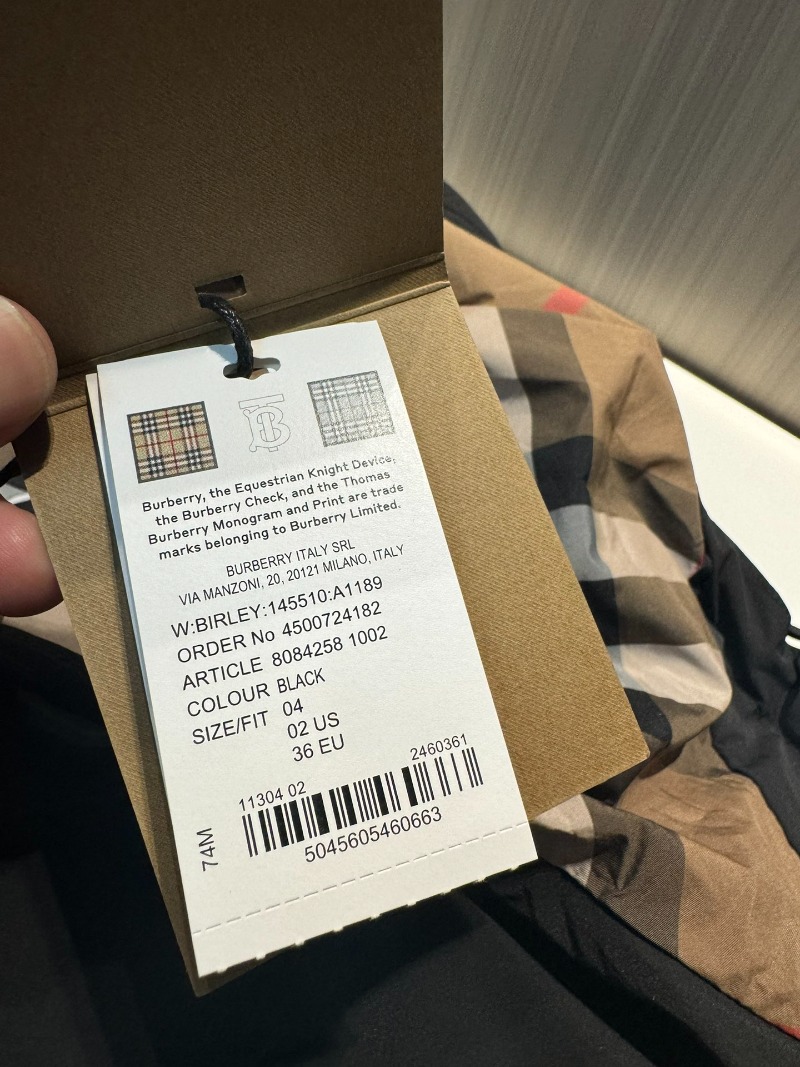 Burberry, the Equestrian Knight Device,
the Burberry Check, and the Thomas
Burberry Monogram and Print are trade
marks belonging to Burberry Limited.
BURBERRY ITALY SRL
VIA MANZONI, 20, 20121 MILANO, ITALY
W:BIRLEY:145510:A1189
ORDER No 4500724182
ARTICLE 8084258 1002
COLOUR BLACK
SIZE/FIT 04
02 US
36 EU
11304 02 2460361
74M
5045605460663